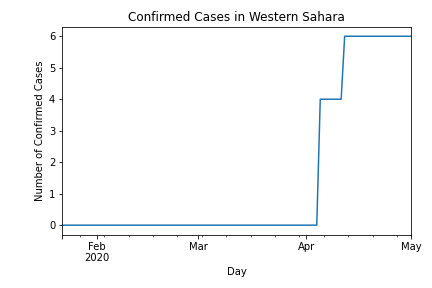 Confirmed Cases in Western Sahara
Number of Confirmed Cases
6
5
4
3
2
1
0
Feb
2020
Mar
Apr
May
Day